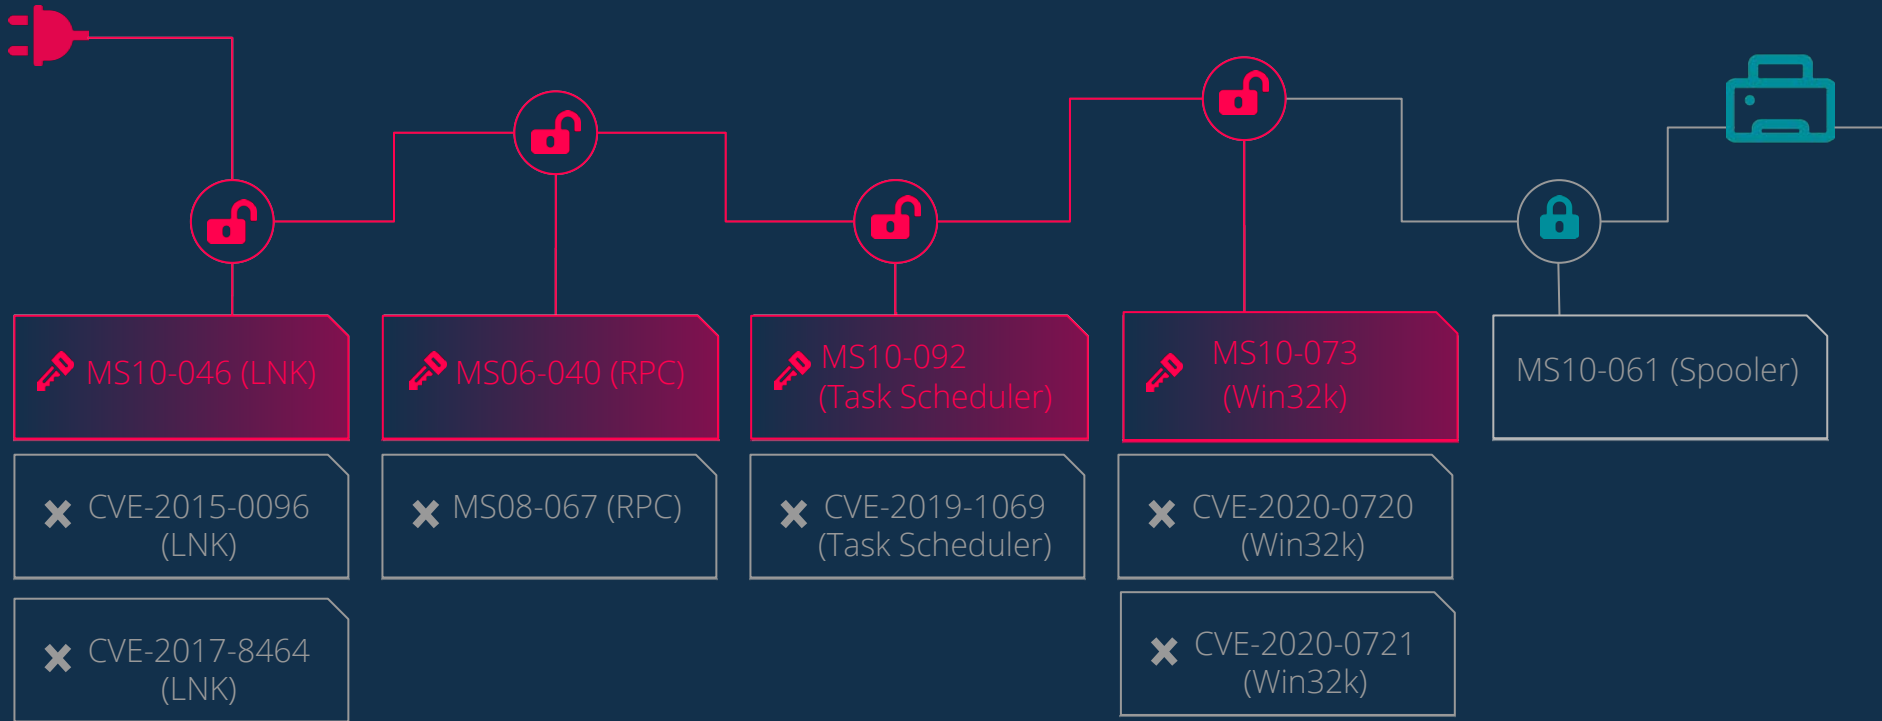 MS10-046 (LNK)
MS06-040 (RPC)
MS10-092
(Task Scheduler)
MS10-073
(Win32k)
MS10-061 (Spooler)
CVE-2015-0096
(LNK)
MS08-067 (RPC)
CVE-2019-1069
(Task Scheduler)
CVE-2020-0720
(Win32k)
CVE-2017-8464
(LNK)
CVE-2020-0721
(Win32k)